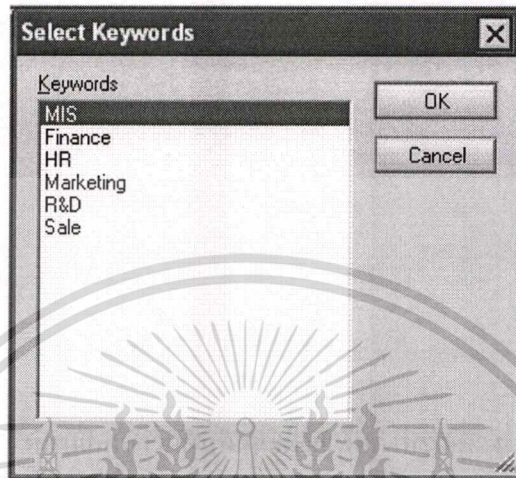 Select Keywords
Keywords
MIS
Finance
HR
Marketing
R&D
Sale
OK
Cancel